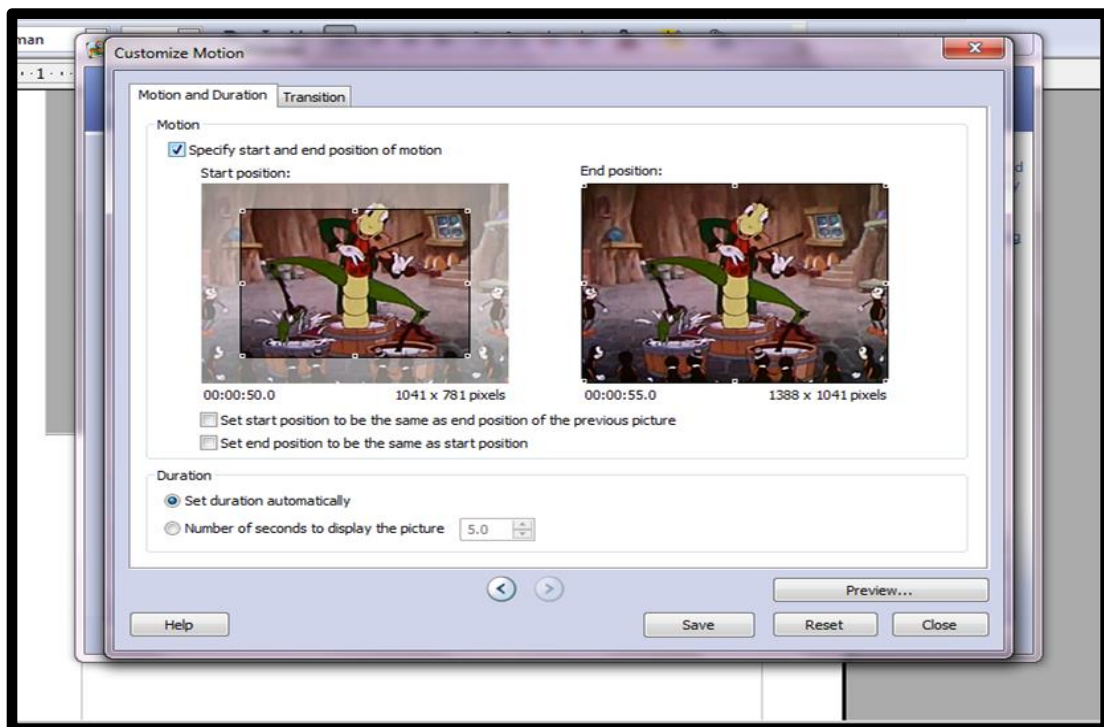 man
1
Customize Motion
Motion and Duration Transition
Motion
Specify start and end position of motion
Start position: End position:
00:00:50.0 1041 x 781 pixels 00:00:55.0 1388 x 1041 pixels
Set start position to be the same as end position of the previous picture
Set end position to be the same as start position
Duration
Set duration automatically
Number of seconds to display the picture 5.0
Preview...
Help Save Reset Close